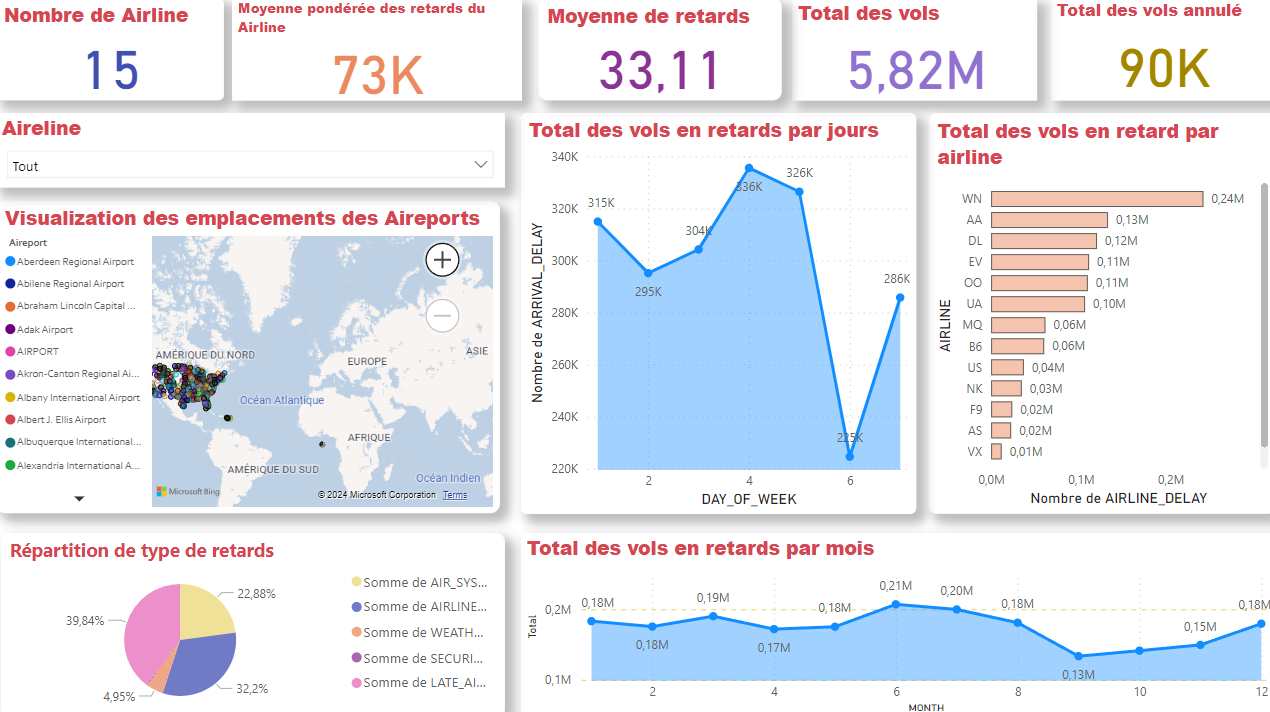 Nombre de Airline
15
Moyenne pondérée des retards du
Airline
73K
Moyenne de retards
33,11
Total des vols
5,82M
Total des vols annulé
90K
Aireline
Tout
Visualization des emplacements des Aireports
Aireport
Aberdeen Regional Airport
Abilene Regional Airport
Abraham Lincoln Capital ...
Adak Airport
AIRPORT
Akron-Canton Regional Ai...
Albany International Airport
Albert J. Ellis Airport
Albuquerque International...
Alexandria International A...
AMÉRIQUE DU NORD
EUROPE
ASIE
Océan Atlantique
AFRIQUE
AMÉRIQUE DU SUD
Océan Indien
Microsoft Bing
© 2024 Microsoft Corporation Terms
Total des vols en retards par jours
Nombre de ARRIVAL_DELAY
340K
320K
300K
280K
260K
240K
220K
315K
295K
304K
336K
326K
225K
286K
2
4
6
DAY_OF_WEEK
Total des vols en retard par
airline
AIRLINE
WN 0,24M
AA 0,13M
DL 0,12M
EV 0,11M
OO 0,11M
UA 0,10M
MQ 0,06M
B6 0,06M
US 0,04M
NK 0,03M
F9 0,02M
AS 0,02M
VX 0,01M
0,0M 0,1M 0,2M
Nombre de AIRLINE_DELAY
Répartition de type de retards
22,88%
32,2%
4,95%
39,84%
Somme de AIR_SYS...
Somme de AIRLINE...
Somme de WEATH...
Somme de SECURI...
Somme de LATE_AI...
Total des vols en retards par mois
Total
0,2M
0,1M
0,18M
0,18M
0,19M
0,17M
0,18M
0,21M
0,20M
0,18M
0,13M
0,15M
0,18M
2
4
6
8
10
12
MONTH